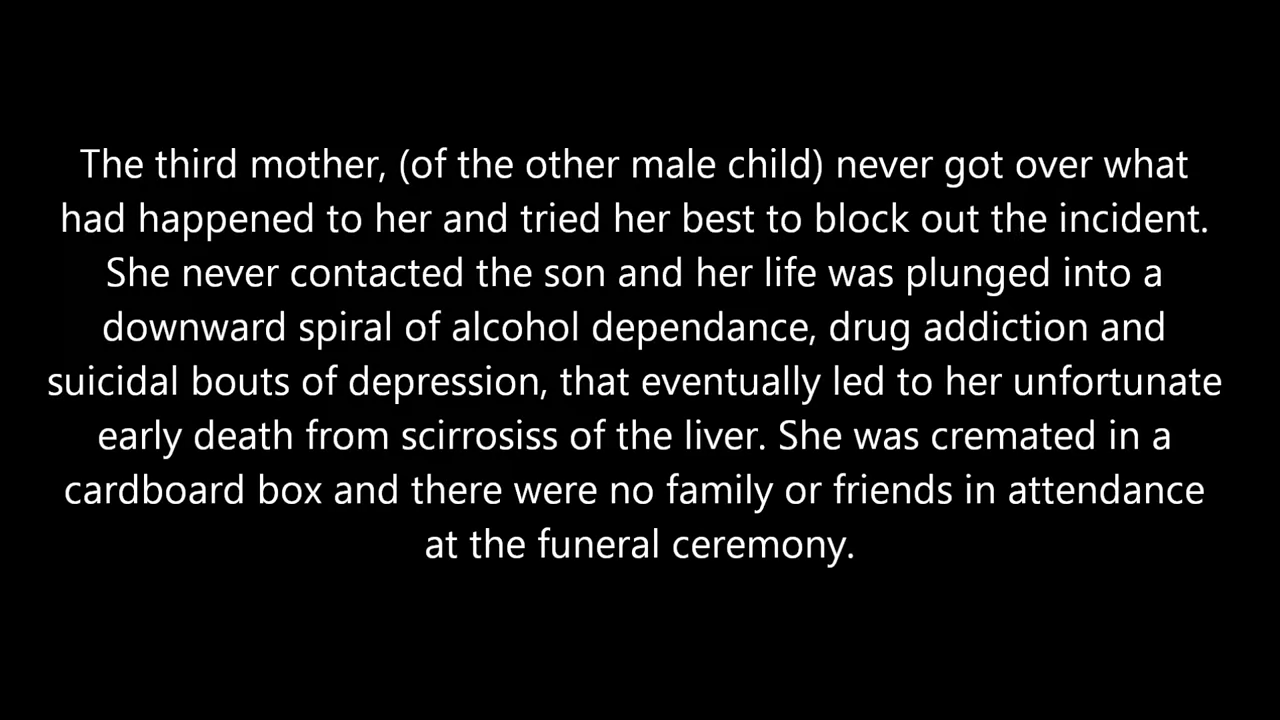 The third mother, (of the other male child) never got over what
had happened to her and tried her best to block out the incident.
She never contacted the son and her life was plunged into a
downward spiral of alcohol dependance, drug addiction and
suicidal bouts of depression, that eventually led to her unfortunate
early death from scirrosiss of the liver. She was cremated in a
cardboard box and there were no family or friends in attendance
at the funeral ceremony.